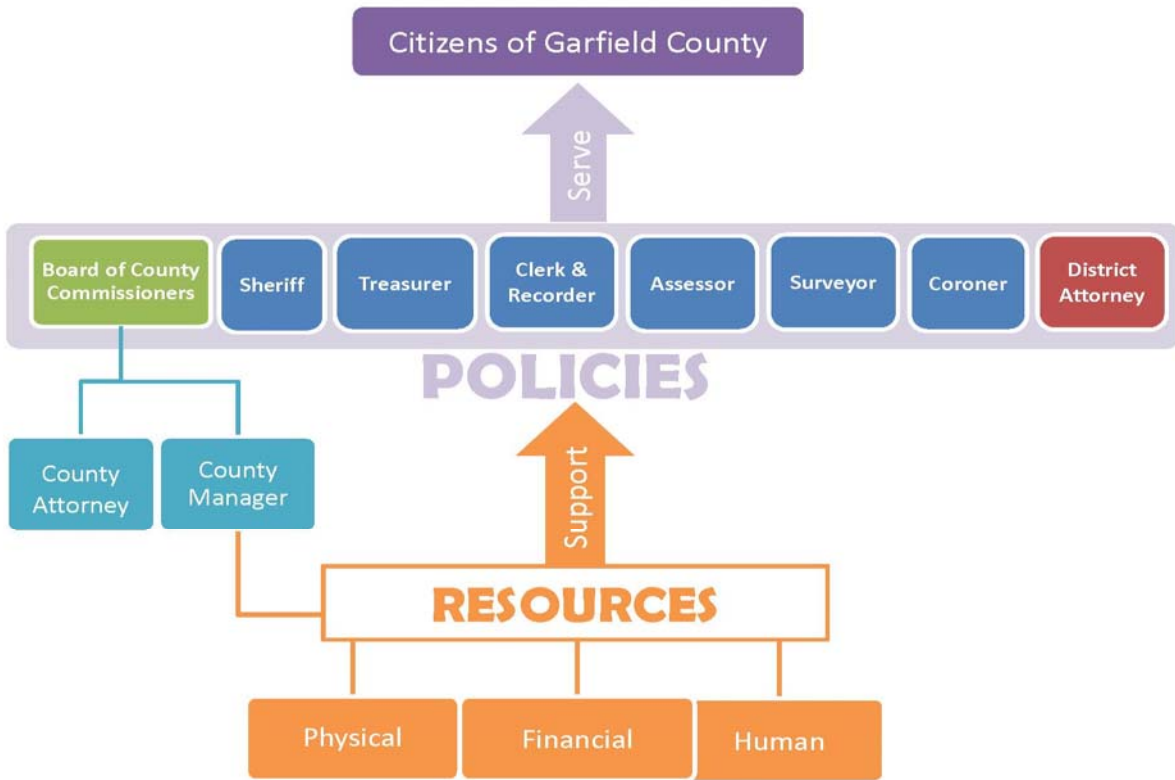 Citizens of Garfield County
Serve
Board of County
Commissioners
Sheriff
Treasurer
Clerk &
Recorder
Assessor
Surveyor
Coroner
District
Attorney
POLICIES
County
Attorney
County
Manager
Support
RESOURCES
Physical
Financial
Human